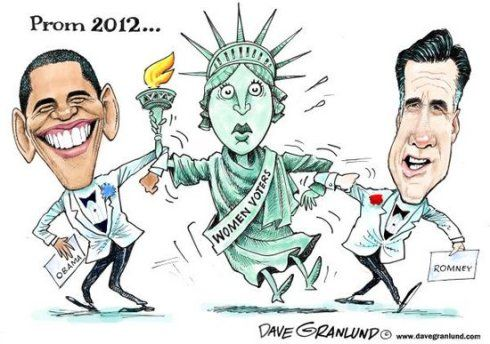 Prom 2012...
WOMEN VOTERS
OBAMA
ROMNEY
DAVE GRANLUND © www.davegranlund.com